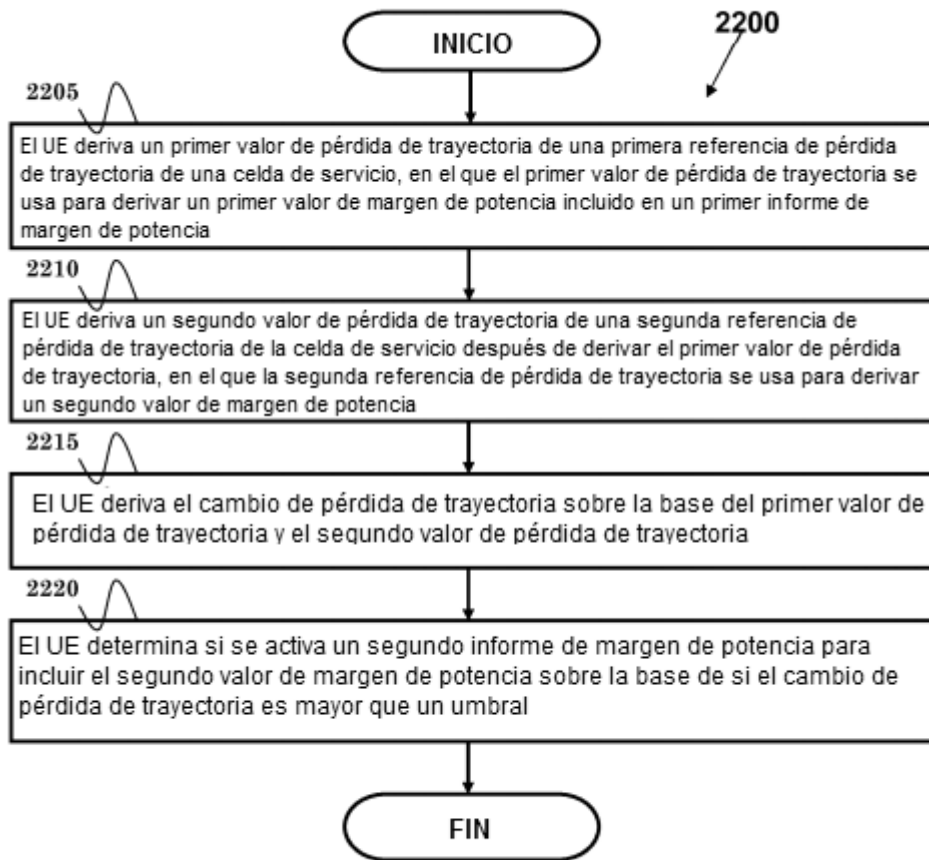 2200
INICIO
2205
El UE deriva un primer valor de pérdida de trayectoria de una primera referencia de pérdida
de trayectoria de una celda de servicio, en el que el primer valor de pérdida de trayectoria se
usa para derivar un primer valor de margen de potencia incluido en un primer informe de
margen de potencia
2210
El UE deriva un segundo valor de pérdida de trayectoria de una segunda referencia de
pérdida de trayectoria de la celda de servicio después de derivar el primer valor de pérdida
de trayectoria, en el que la segunda referencia de pérdida de trayectoria se usa para derivar
un segundo valor de margen de potencia
2215
El UE deriva el cambio de pérdida de trayectoria sobre la base del primer valor de
pérdida de trayectoria y el segundo valor de pérdida de trayectoria
2220
El UE determina si se activa un segundo informe de margen de potencia para
incluir el segundo valor de margen de potencia sobre la base de si el cambio de
pérdida de trayectoria es mayor que un umbral
FIN